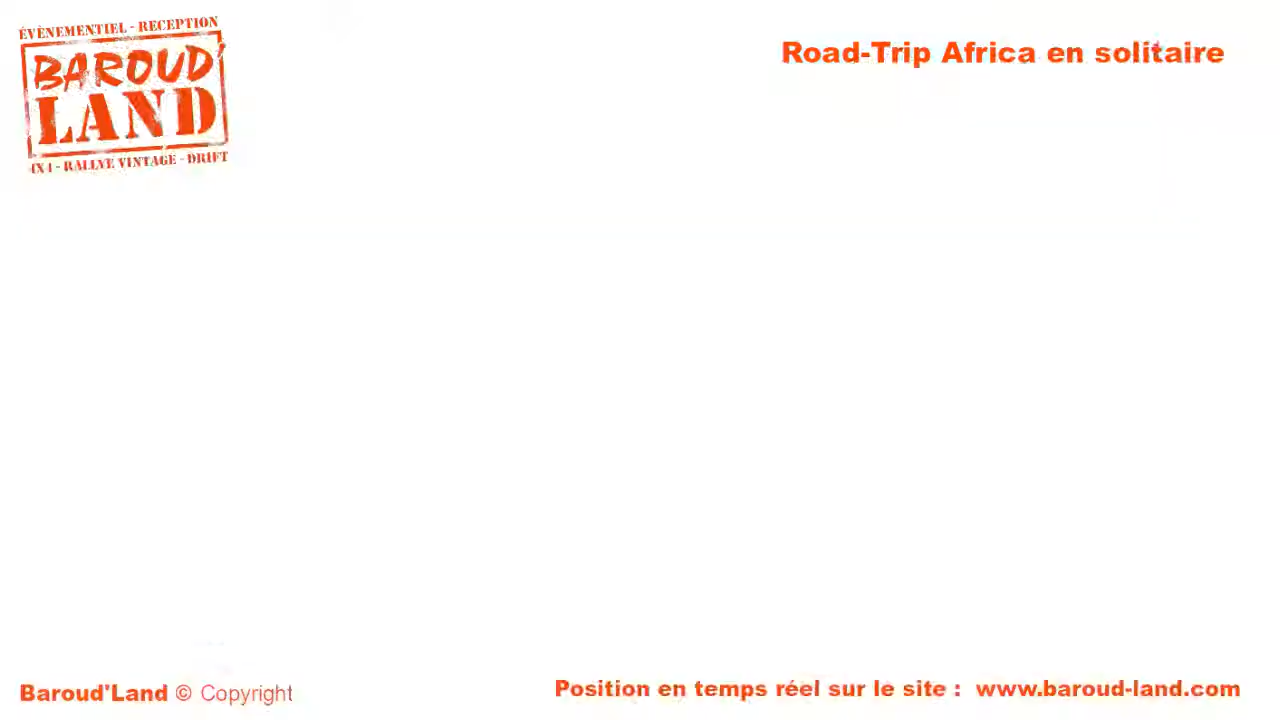 ÉVÈNEMENTIEL - RECEPTION
BAROUD'
LAND
4X4 - RALLYE VINTAGE - DRIFT
Road-Trip Africa en solitaire
Baroud'Land © Copyright
Position en temps réel sur le site : www.baroud-land.com